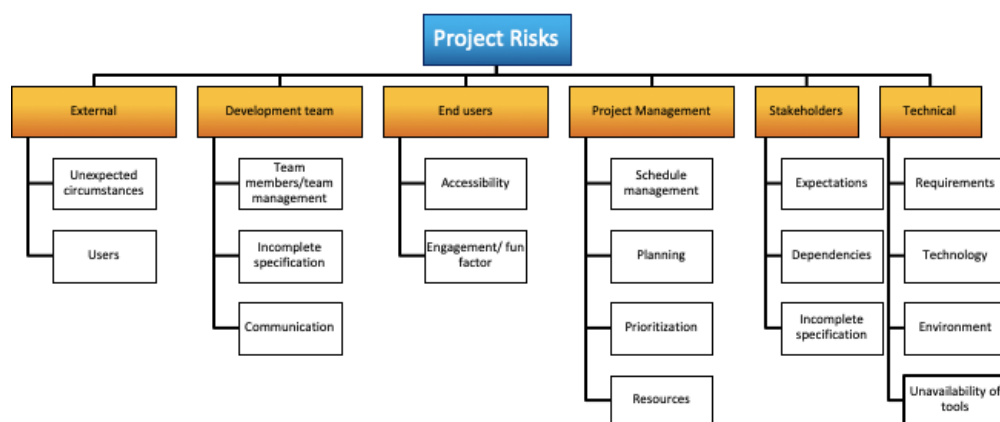 Project Risks
External
Development team
End users
Project Management
Stakeholders
Technical
Unexpected
circumstances
Users
Team
members/team
management
Incomplete
specification
Communication
Accessibility
Engagement/ fun
factor
Schedule
management
Planning
Prioritization
Resources
Expectations
Dependencies
Incomplete
specification
Requirements
Technology
Environment
Unavailability of
tools